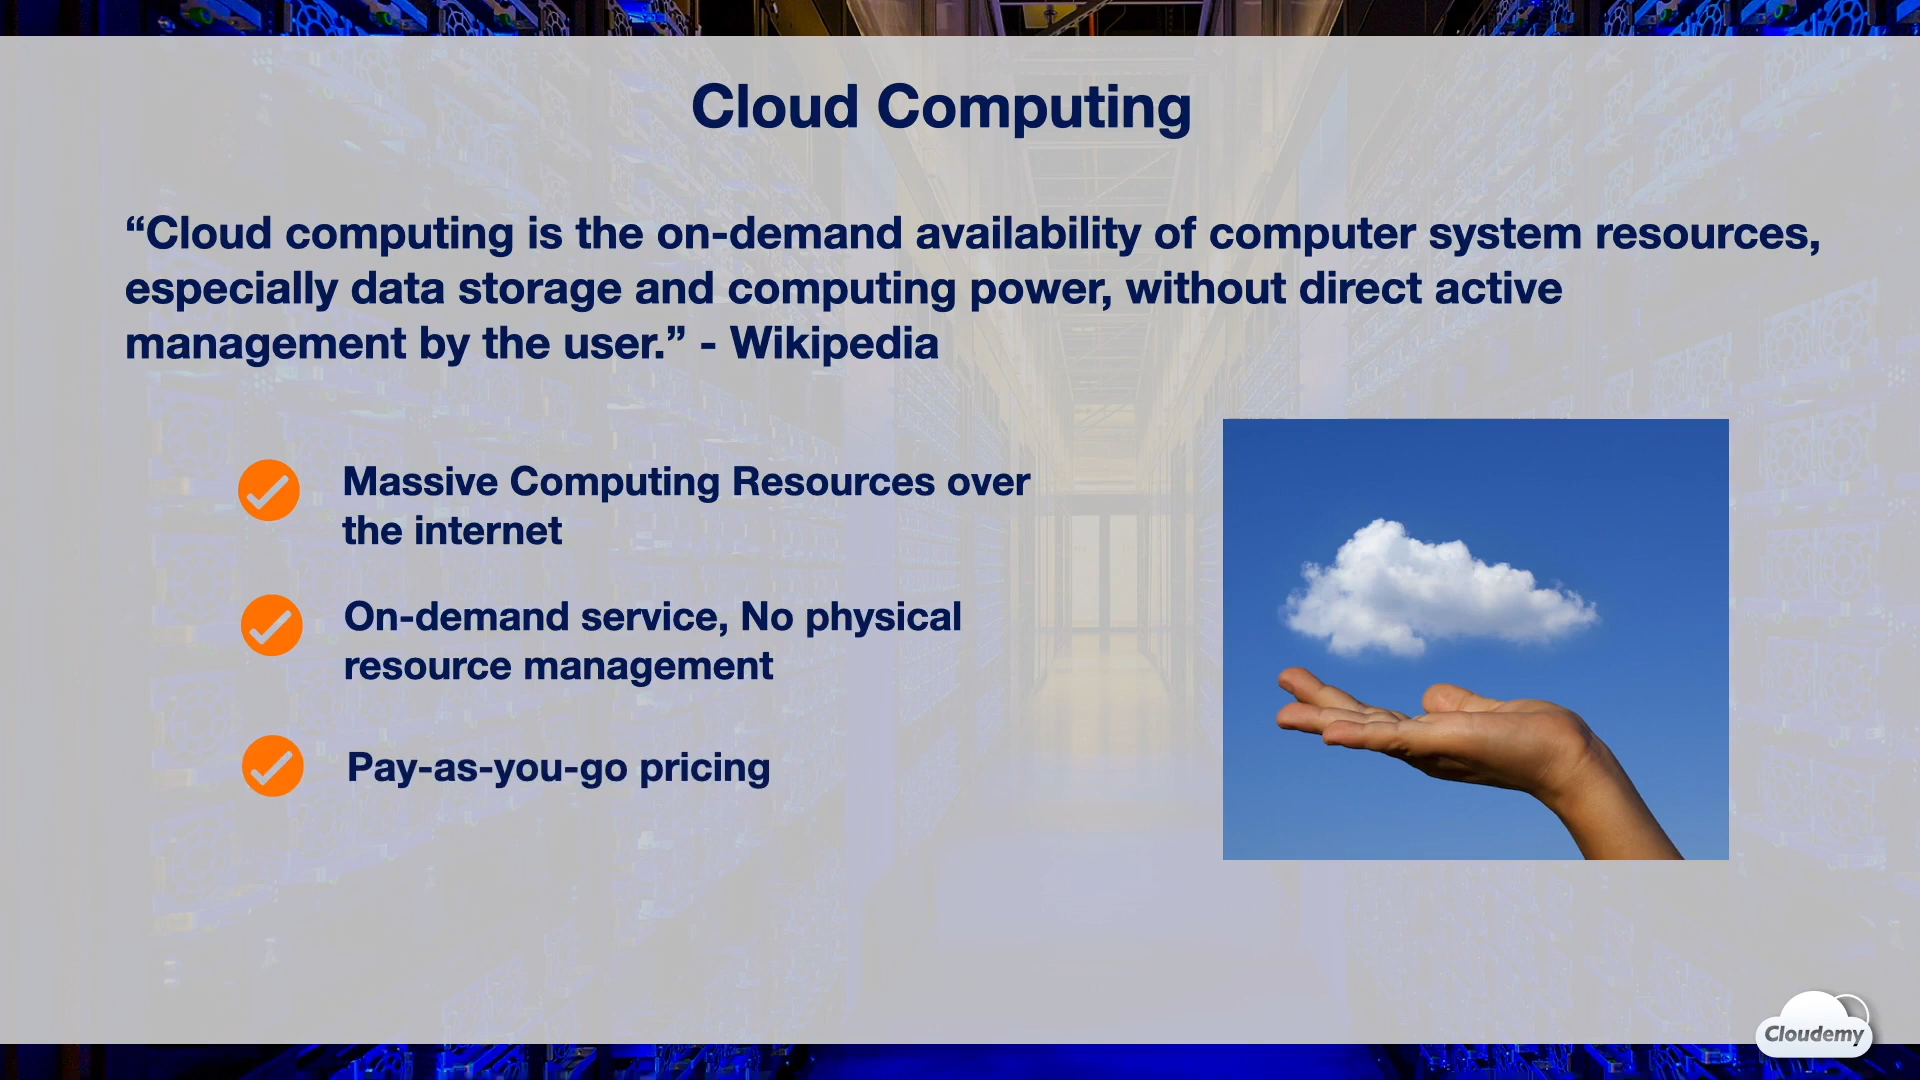 Cloud Computing
“Cloud computing is the on-demand availability of computer system resources,
especially data storage and computing power, without direct active
management by the user.” - Wikipedia
Massive Computing Resources over
the internet
On-demand service, No physical
resource management
Pay-as-you-go pricing
Cloudemy